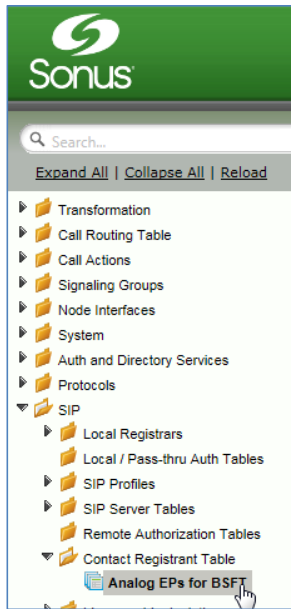 Sonus
Search...
Expand All | Collapse All | Reload
Transformation
Call Routing Table
Call Actions
Signaling Groups
Node Interfaces
System
Auth and Directory Services
Protocols
SIP
Local Registrars
Local / Pass-thru Auth Tables
SIP Profiles
SIP Server Tables
Remote Authorization Tables
Contact Registrant Table
Analog EPs for BSFT